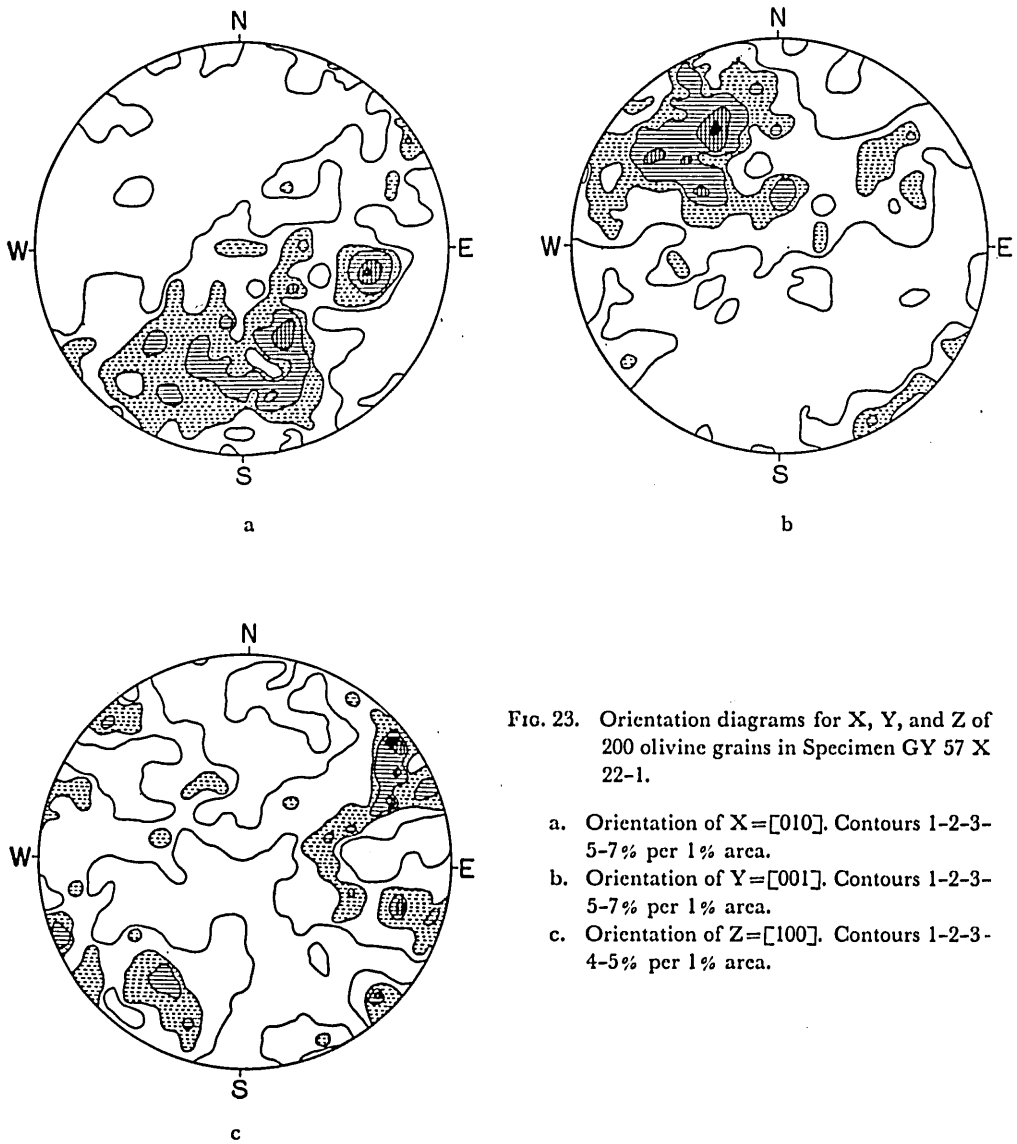 N
N
W
E
W
E
S
S
a
b
N
W
E
S
c
FIG. 23. Orientation diagrams for X, Y, and Z of
200 olivine grains in Specimen GY 57 X
22-1.
a. Orientation of X=[010]. Contours 1-2-3-
5-7% per 1% area.
b. Orientation of Y=[001]. Contours 1-2-3-
5-7% per 1% area.
c. Orientation of Z=[100]. Contours 1-2-3-
4-5% per 1% area.